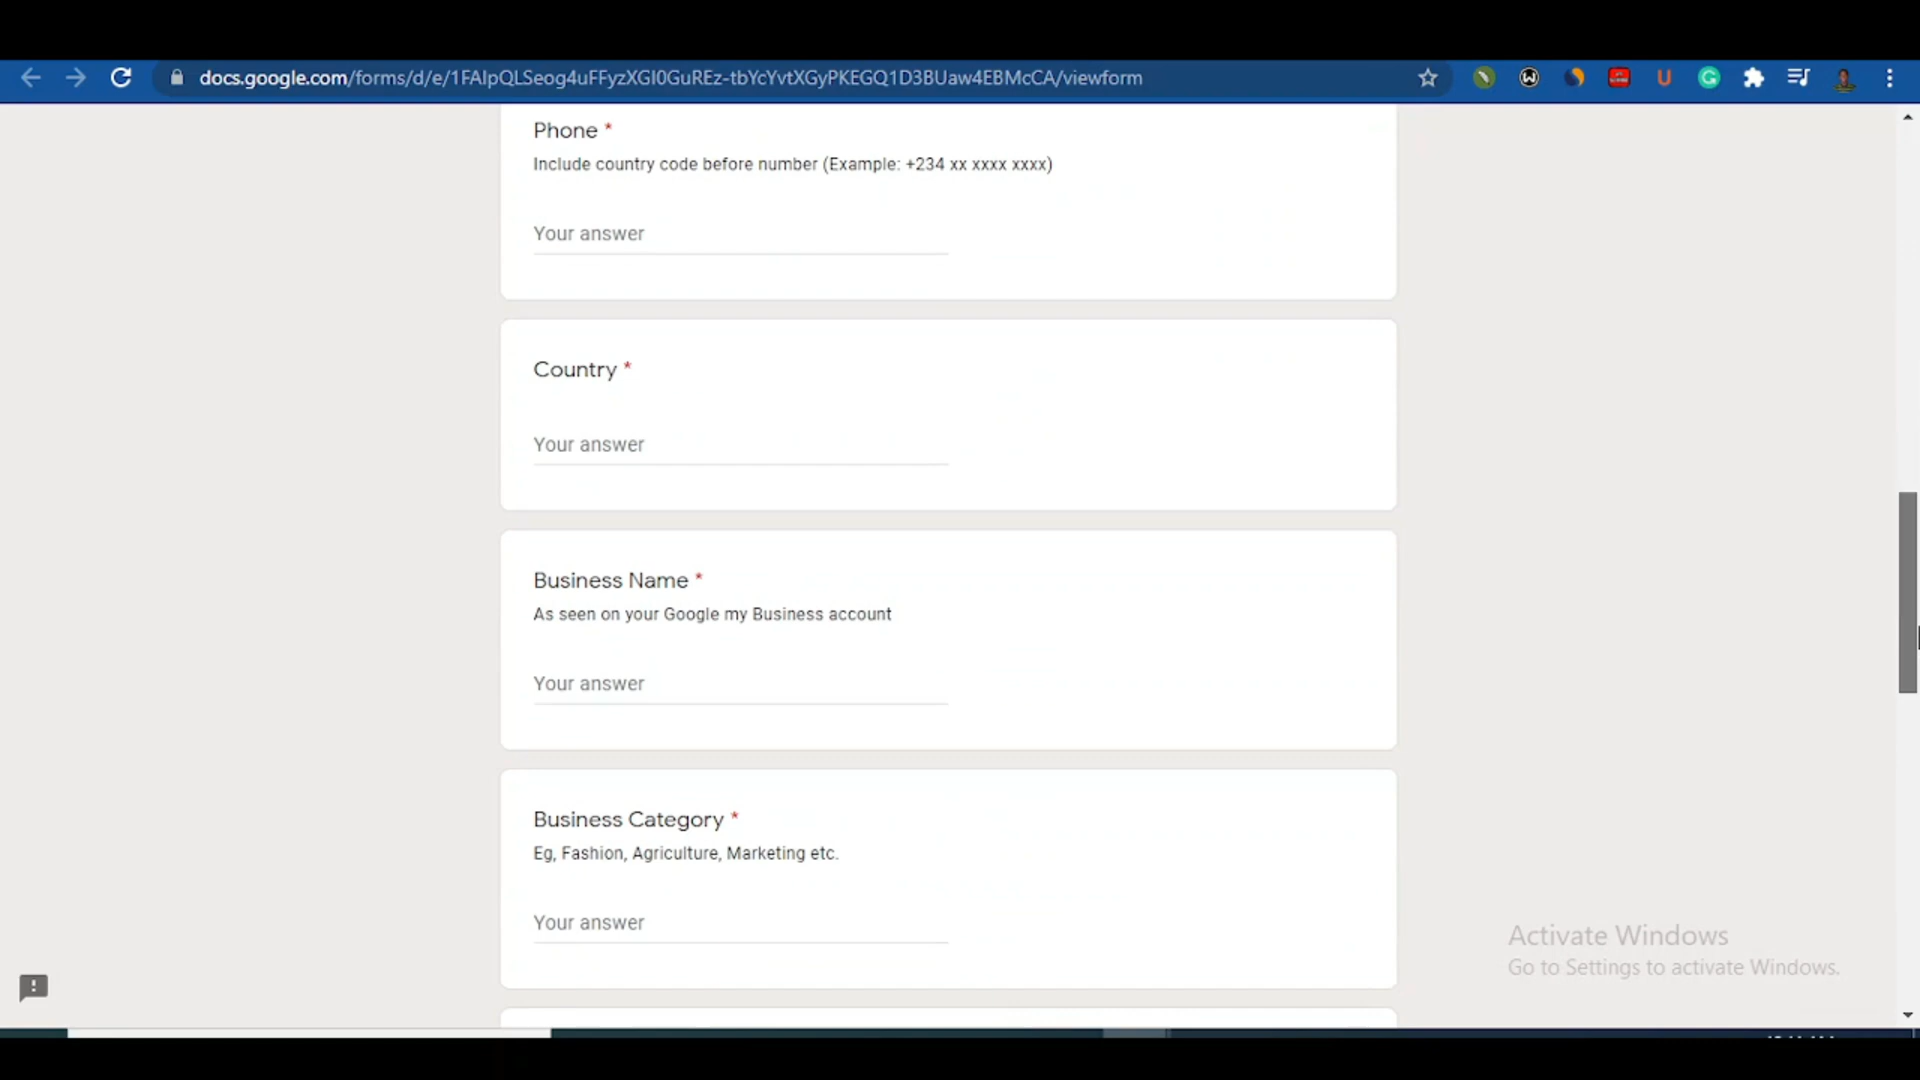 docs.google.com/forms/d/e/1FAIpQLSeog4uFFyzXGI0GuREz-tbYcYvtXGyPKEGQ1D3BUaw4EBMcCA/viewform
Phone *
Include country code before number (Example: +234 xx xxxx xxxx)
Your answer
Country *
Your answer
Business Name *
As seen on your Google my Business account
Your answer
Business Category *
Eg, Fashion, Agriculture, Marketing etc.
Your answer
Activate Windows
Go to Settings to activate Windows.